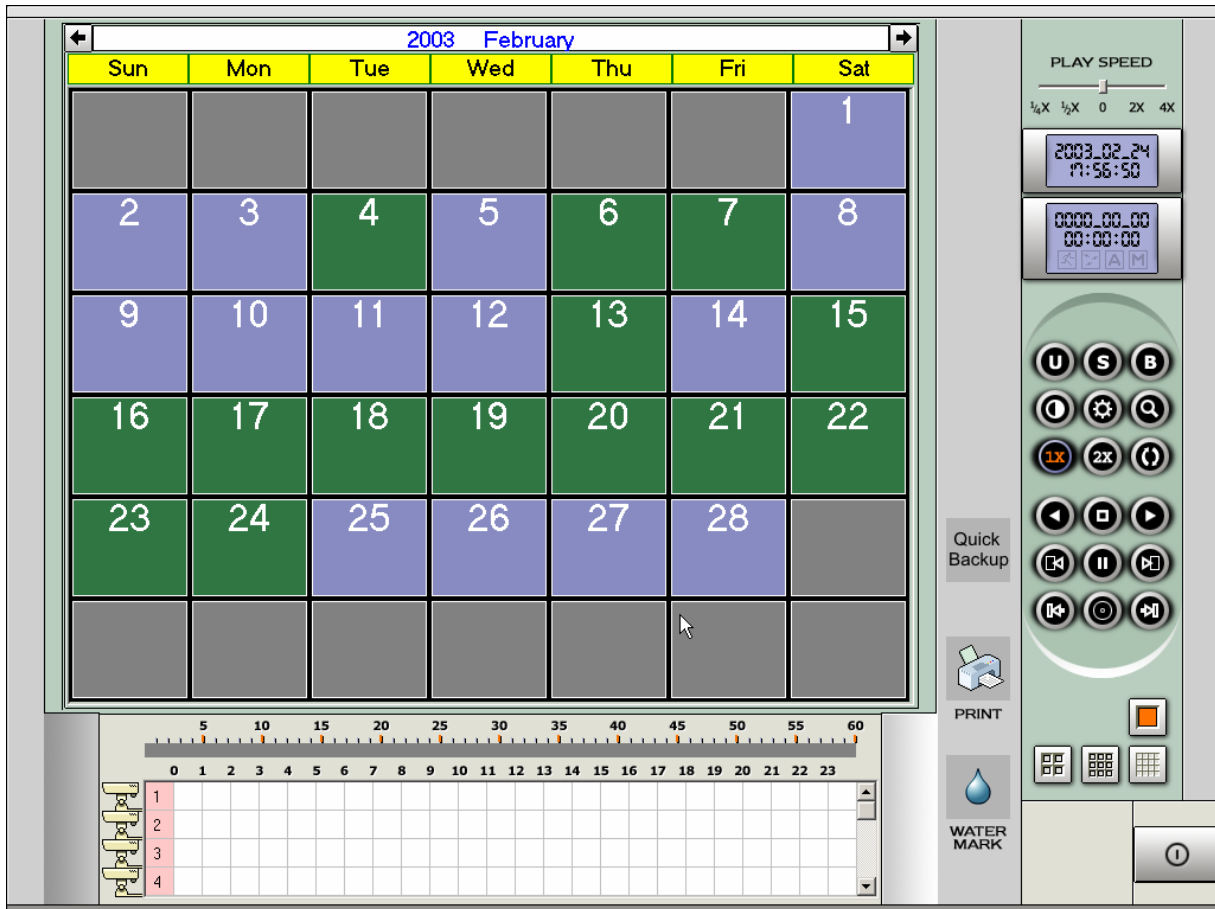 2003 February
Sun Mon Tue Wed Thu Fri Sat
1
2 3 4 5 6 7 8
9 10 11 12 13 14 15
16 17 18 19 20 21 22
23 24 25 26 27 28
5 10 15 20 25 30 35 40 45 50 55 60
0 1 2 3 4 5 6 7 8 9 10 11 12 13 14 15 16 17 18 19 20 21 22 23
1
2
3
4
Quick
Backup
PRINT
WATER
MARK
PLAY SPEED
¼X ½X 0 2X 4X
2003_02_24
17:56:50
0000_00_00
00:00:00
A M
U S B
1X 2X